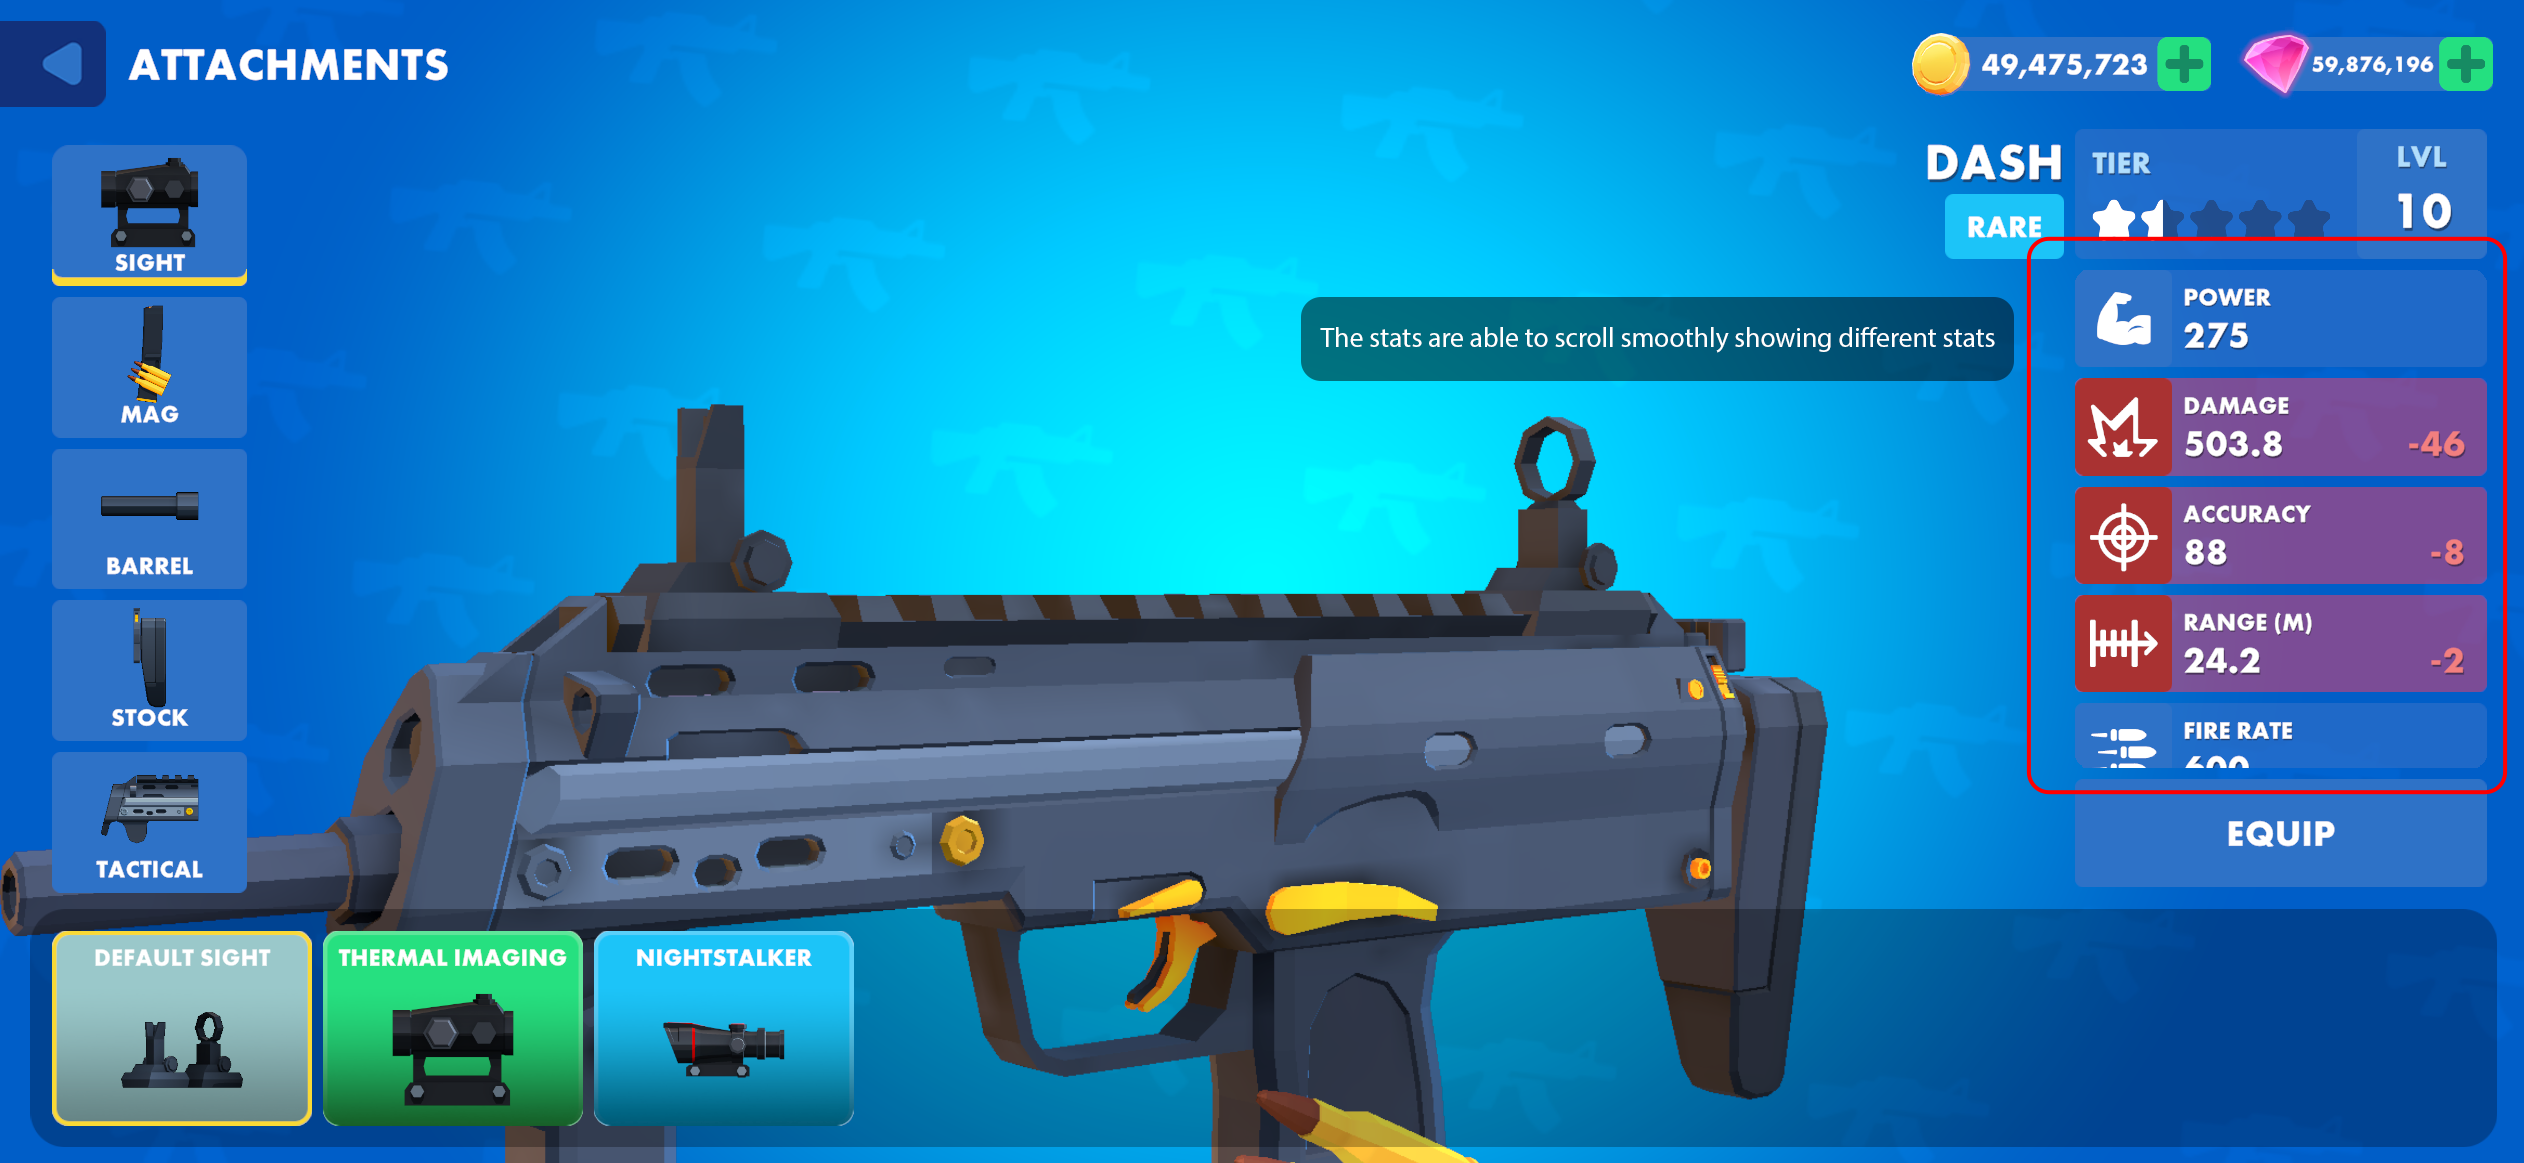 ATTACHMENTS
49,475,723
59,876,196
SIGHT
MAG
BARREL
STOCK
TACTICAL
DASH
RARE
TIER
LVL
10
The stats are able to scroll smoothly showing different stats
POWER
275
DAMAGE
503.8 -46
ACCURACY
88 -8
RANGE (M)
24.2 -2
FIRE RATE
600
EQUIP
DEFAULT SIGHT
THERMAL IMAGING
NIGHTSTALKER